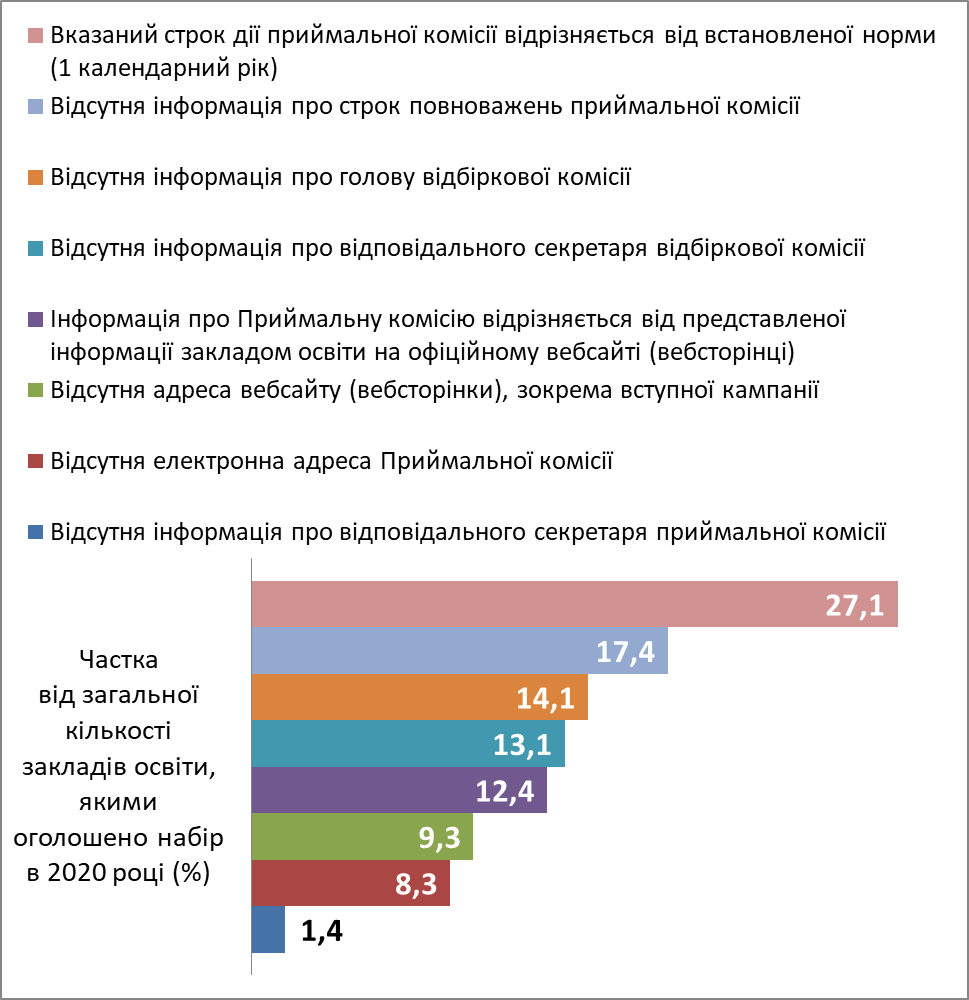 Вказаний строк дії приймальної комісії відрізняється від встановленої норми
(1 календарний рік)
Відсутня інформація про строк повноважень приймальної комісії
Відсутня інформація про голову відбіркової комісії
Відсутня інформація про відповідального секретаря відбіркової комісії
Інформація про Приймальну комісію відрізняється від представленої
інформації закладом освіти на офіційному вебсайті (вебсторінці)
Відсутня адреса вебсайту (вебсторінки), зокрема вступної кампанії
Відсутня електронна адреса Приймальної комісії
Відсутня інформація про відповідального секретаря приймальної комісії
Частка
від загальної
кількості
закладів освіти,
якими
оголошено набір
в 2020 році (%)
27,1
17,4
14,1
13,1
12,4
9,3
8,3
1,4